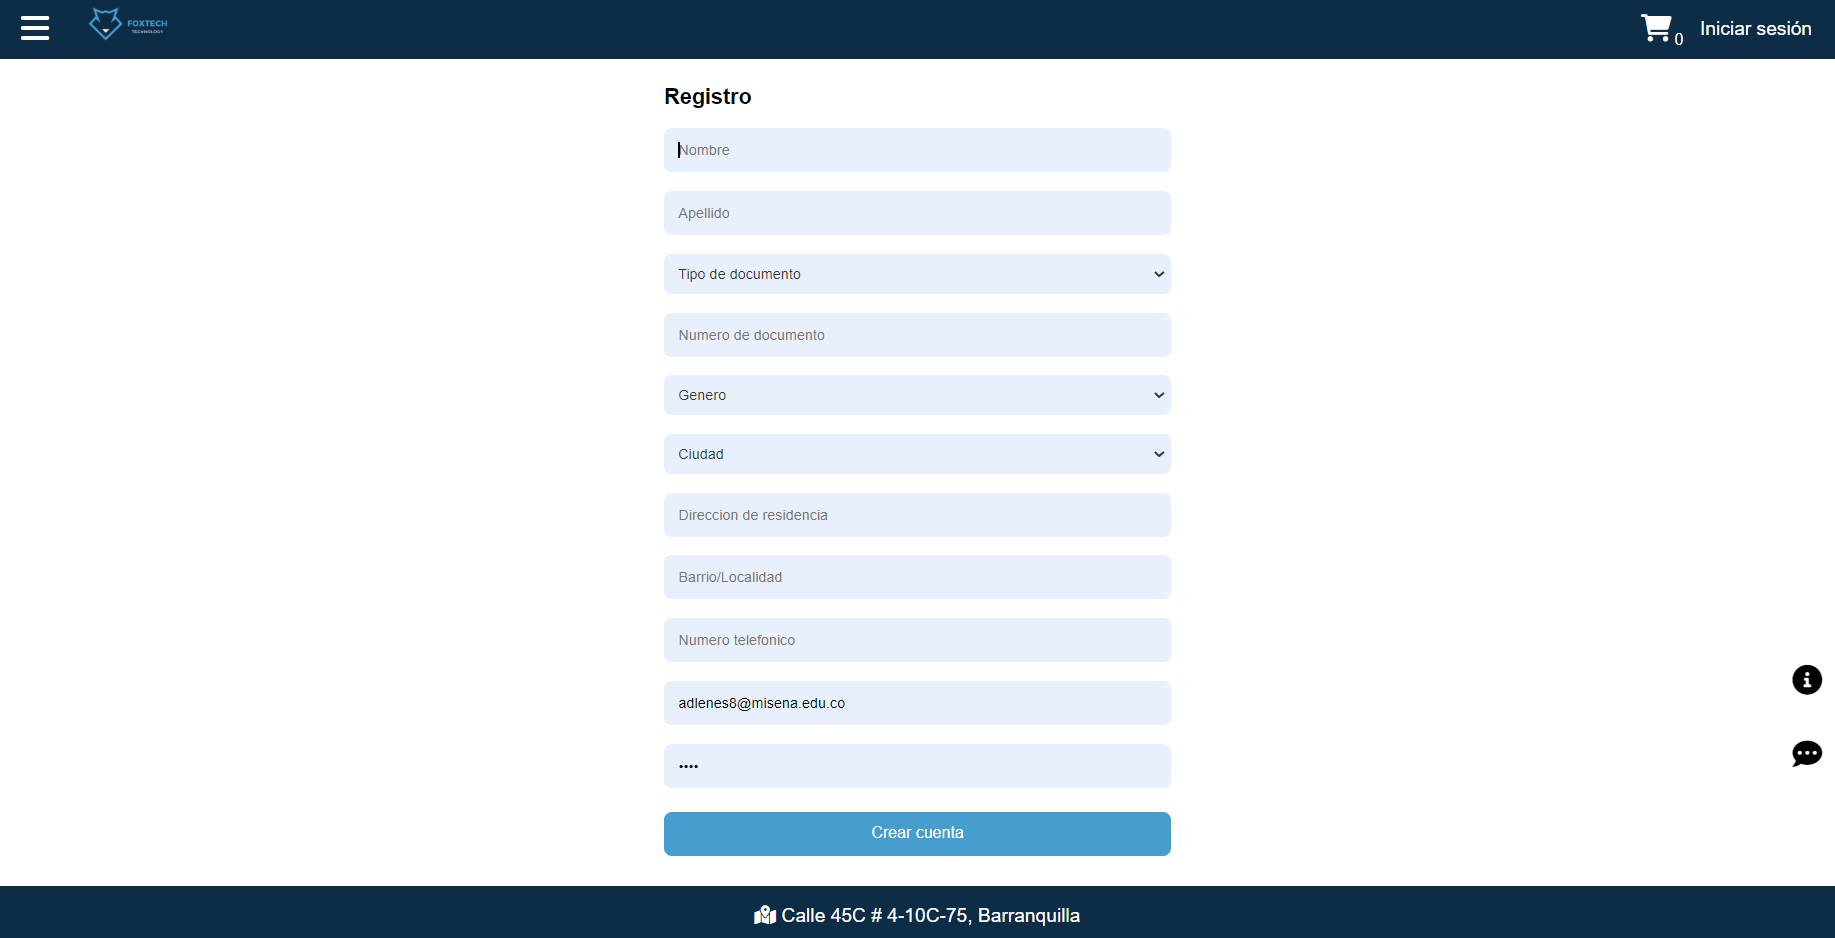 FOXTECH
TECHNOLOGY
0
Iniciar sesión
Registro
Nombre
Apellido
Tipo de documento
Numero de documento
Genero
Ciudad
Direccion de residencia
Barrio/Localidad
Numero telefonico
adlenes8@misena.edu.co
••••
Crear cuenta
Calle 45C # 4-10C-75, Barranquilla